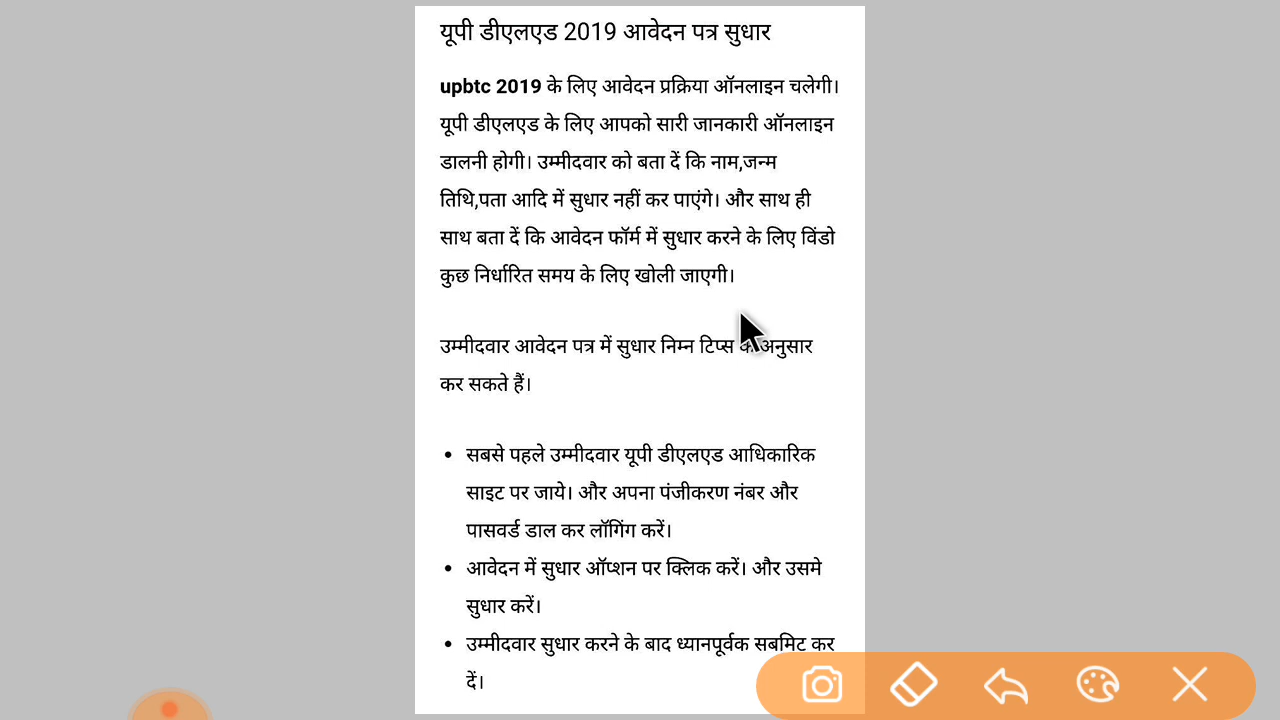 यूपी डीएलएड 2019 आवेदन पत्र सुधार
upbtc 2019 के लिए आवेदन प्रक्रिया ऑनलाइन चलेगी।
यूपी डीएलएड के लिए आपको सारी जानकारी ऑनलाइन
डालनी होगी। उम्मीदवार को बता दें कि नाम,जन्म
तिथि,पता आदि में सुधार नहीं कर पाएंगे। और साथ ही
साथ बता दें कि आवेदन फॉर्म में सुधार करने के लिए विंडो
कुछ निर्धारित समय के लिए खोली जाएगी।
उम्मीदवार आवेदन पत्र में सुधार निम्न टिप्स अनुसार
कर सकते हैं।
• सबसे पहले उम्मीदवार यूपी डीएलएड आधिकारिक
साइट पर जाये। और अपना पंजीकरण नंबर और
पासवर्ड डाल कर लॉगिंग करें।
• आवेदन में सुधार ऑप्शन पर क्लिक करें। और उसमे
सुधार करें।
• उम्मीदवार सुधार करने के बाद ध्यानपूर्वक सबमिट कर
दें।